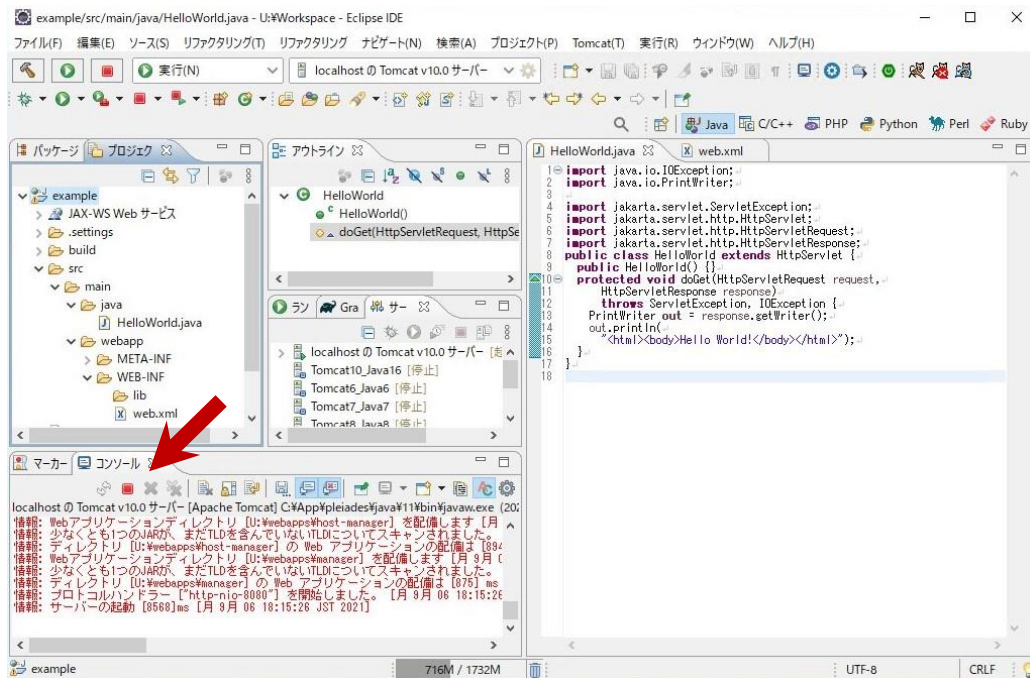 example/src/main/java/HelloWorld.java - U:¥Workspace - Eclipse IDE
ファイル(F) 編集(E) ソース(S) リファクタリング(T) リファクタリング ナビゲート(N) 検索(A) プロジェクト(P) Tomcat(T) 実行(R) ウィンドウ(W) ヘルプ(H)
実行(N) localhost の Tomcat v10.0 サーバー
Java C/C++ PHP Python Perl Ruby
パッケージ プロジェク
example
JAX-WS Web サービス
.settings
build
src
main
java
HelloWorld.java
webapp
META-INF
WEB-INF
lib
web.xml
アウトライン
HelloWorld
HelloWorld()
doGet(HttpServletRequest, HttpSe
ラン Gra サー
localhost の Tomcat v10.0 サーバー [起
Tomcat10_Java16 [停止]
Tomcat6_Java6 [停止]
Tomcat7_Java7 [停止]
Tomcat8_Java8 [停止]
HelloWorld.java web.xml
1 import java.io.IOException;
2 import java.io.PrintWriter;
3
4 import jakarta.servlet.ServletException;
5 import jakarta.servlet.http.HttpServlet;
6 import jakarta.servlet.http.HttpServletRequest;
7 import jakarta.servlet.http.HttpServletResponse;
8 public class HelloWorld extends HttpServlet {
9 public HelloWorld() {}
10 protected void doGet(HttpServletRequest request,
11 HttpServletResponse response)
12 throws ServletException, IOException {
13 PrintWriter out = response.getWriter();
14 out.println(
15 "<html><body>Hello World!</body></html>");
16 }
17 }
18
マーカー コンソール
localhost の Tomcat v10.0 サーバー [Apache Tomcat] C:¥App¥pleiades¥java¥11¥bin¥javaw.exe (202
情報: Webアプリケーションディレクトリ [U:¥webapps¥host-manager] を配備します [月
情報: 少なくとも1つのJARが、まだTLDを含んでいないTLDについてスキャンされました。
情報: ディレクトリ [U:¥webapps¥host-manager] の Web アプリケーションの配備は [894
情報: Webアプリケーションディレクトリ [U:¥webapps¥manager] を配備します [月 9月
情報: 少なくとも1つのJARが、まだTLDを含んでいないTLDについてスキャンされました。
情報: ディレクトリ [U:¥webapps¥manager] の Web アプリケーションの配備は [875] ms
情報: プロトコルハンドラー ["http-nio-8080"] を開始しました。 [月 9月 06 18:15:26
情報: サーバーの起動 [8568]ms [月 9月 06 18:15:26 JST 2021]
example 716M / 1732M UTF-8 CRLF